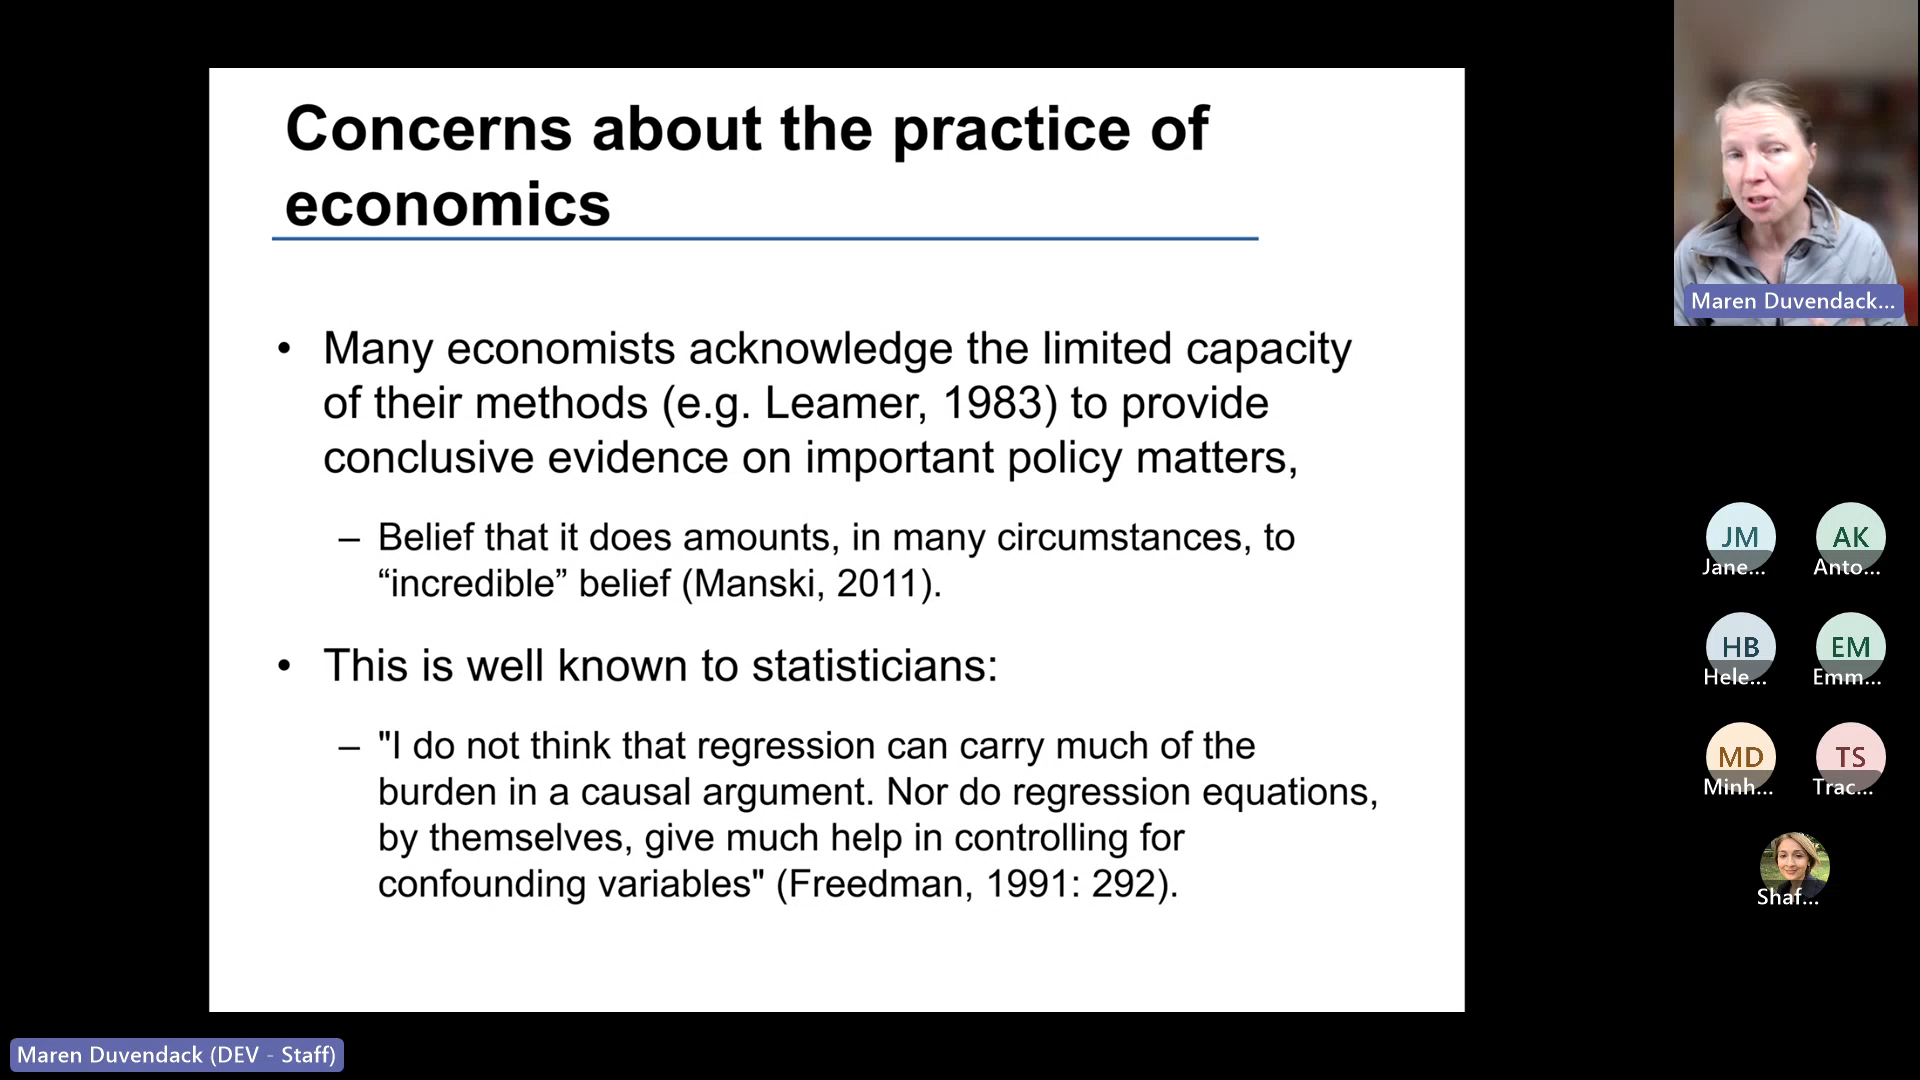 Concerns about the practice of
economics
• Many economists acknowledge the limited capacity
of their methods (e.g. Leamer, 1983) to provide
conclusive evidence on important policy matters,
– Belief that it does amounts, in many circumstances, to
“incredible” belief (Manski, 2011).
• This is well known to statisticians:
– "I do not think that regression can carry much of the
burden in a causal argument. Nor do regression equations,
by themselves, give much help in controlling for
confounding variables" (Freedman, 1991: 292).
Maren Duvendack...
JM
AK
Jane...
Anto...
HB
EM
Hele...
Emm...
MD
TS
Minh...
Trac...
Shaf...
Maren Duvendack (DEV - Staff)